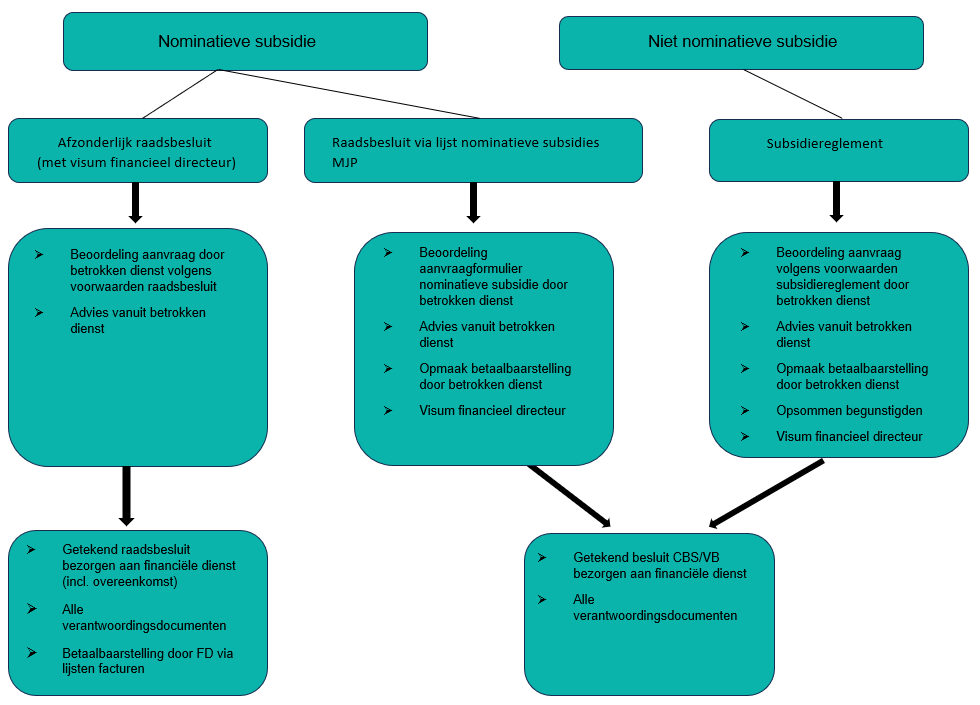 Nominatieve subsidie
Niet nominatieve subsidie
Afzonderlijk raadsbesluit
(met visum financieel directeur)
Raadsbesluit via lijst nominatieve subsidies
MJP
Subsidiereglement
Beoordeling aanvraag door
betrokken dienst volgens
voorwaarden raadsbesluit
Advies vanuit betrokken
dienst
Beoordeling
aanvraagformulier
nominatieve subsidie door
betrokken dienst
Advies vanuit betrokken
dienst
Opmaak betaalbaarstelling
door betrokken dienst
Visum financieel directeur
Beoordeling aanvraag
volgens voorwaarden
subsidiereglement door
betrokken dienst
Advies vanuit betrokken
dienst
Opmaak betaalbaarstelling
door betrokken dienst
Opsommen begunstigden
Visum financieel directeur
Getekend raadsbesluit
bezorgen aan financiële dienst
(incl. overeenkomst)
Alle
verantwoordingsdocumenten
Betaalbaarstelling door FD via
lijsten facturen
Getekend besluit CBS/VB
bezorgen aan financiële dienst
Alle
verantwoordingsdocumenten